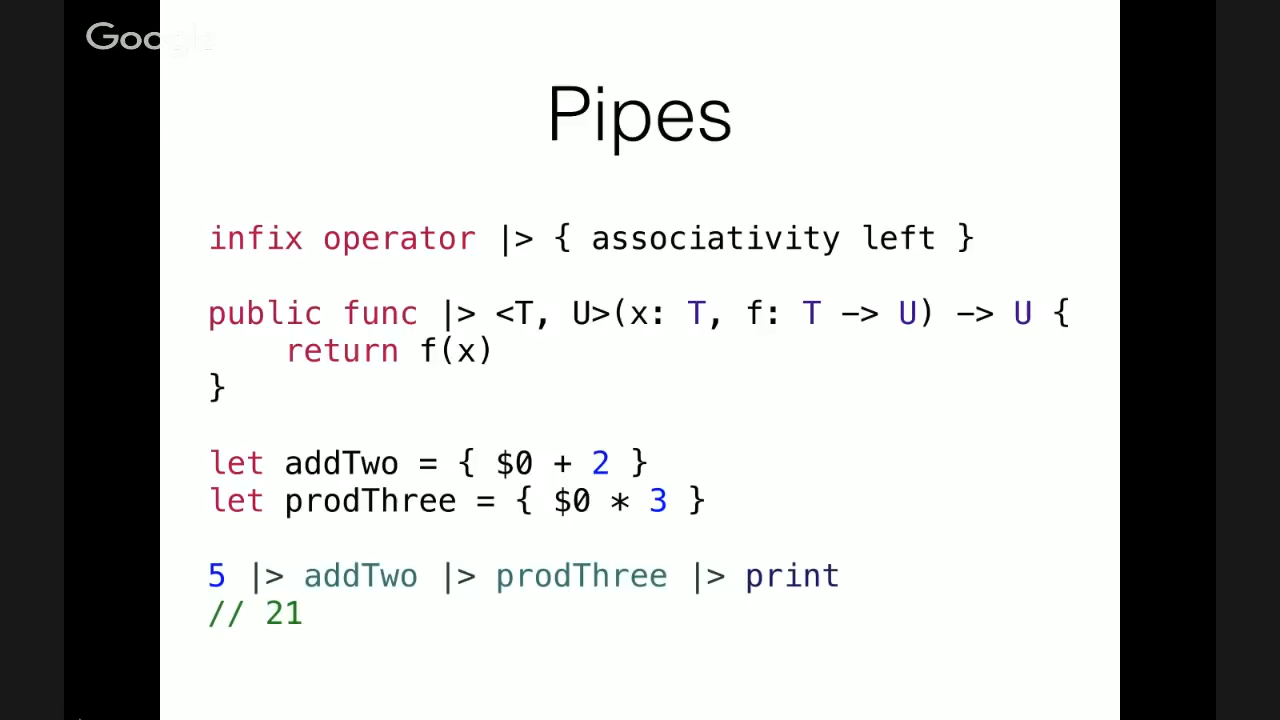 Google
Pipes
infix operator |> { associativity left }
public func |> <T, U>(x: T, f: T -> U) -> U {
return f(x)
}
let addTwo = { $0 + 2 }
let prodThree = { $0 * 3 }
5 |> addTwo |> prodThree |> print
// 21